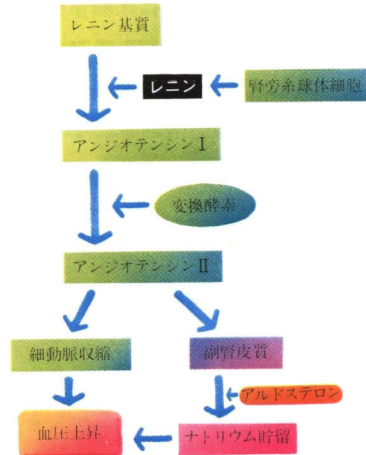 レニン基質
レニン
腎旁糸球体細胞
アンジオテンシンⅠ
変換酵素
アンジオテンシンⅡ
細動脈収縮
副腎皮質
アルドステロン
血圧上昇
ナトリウム貯留